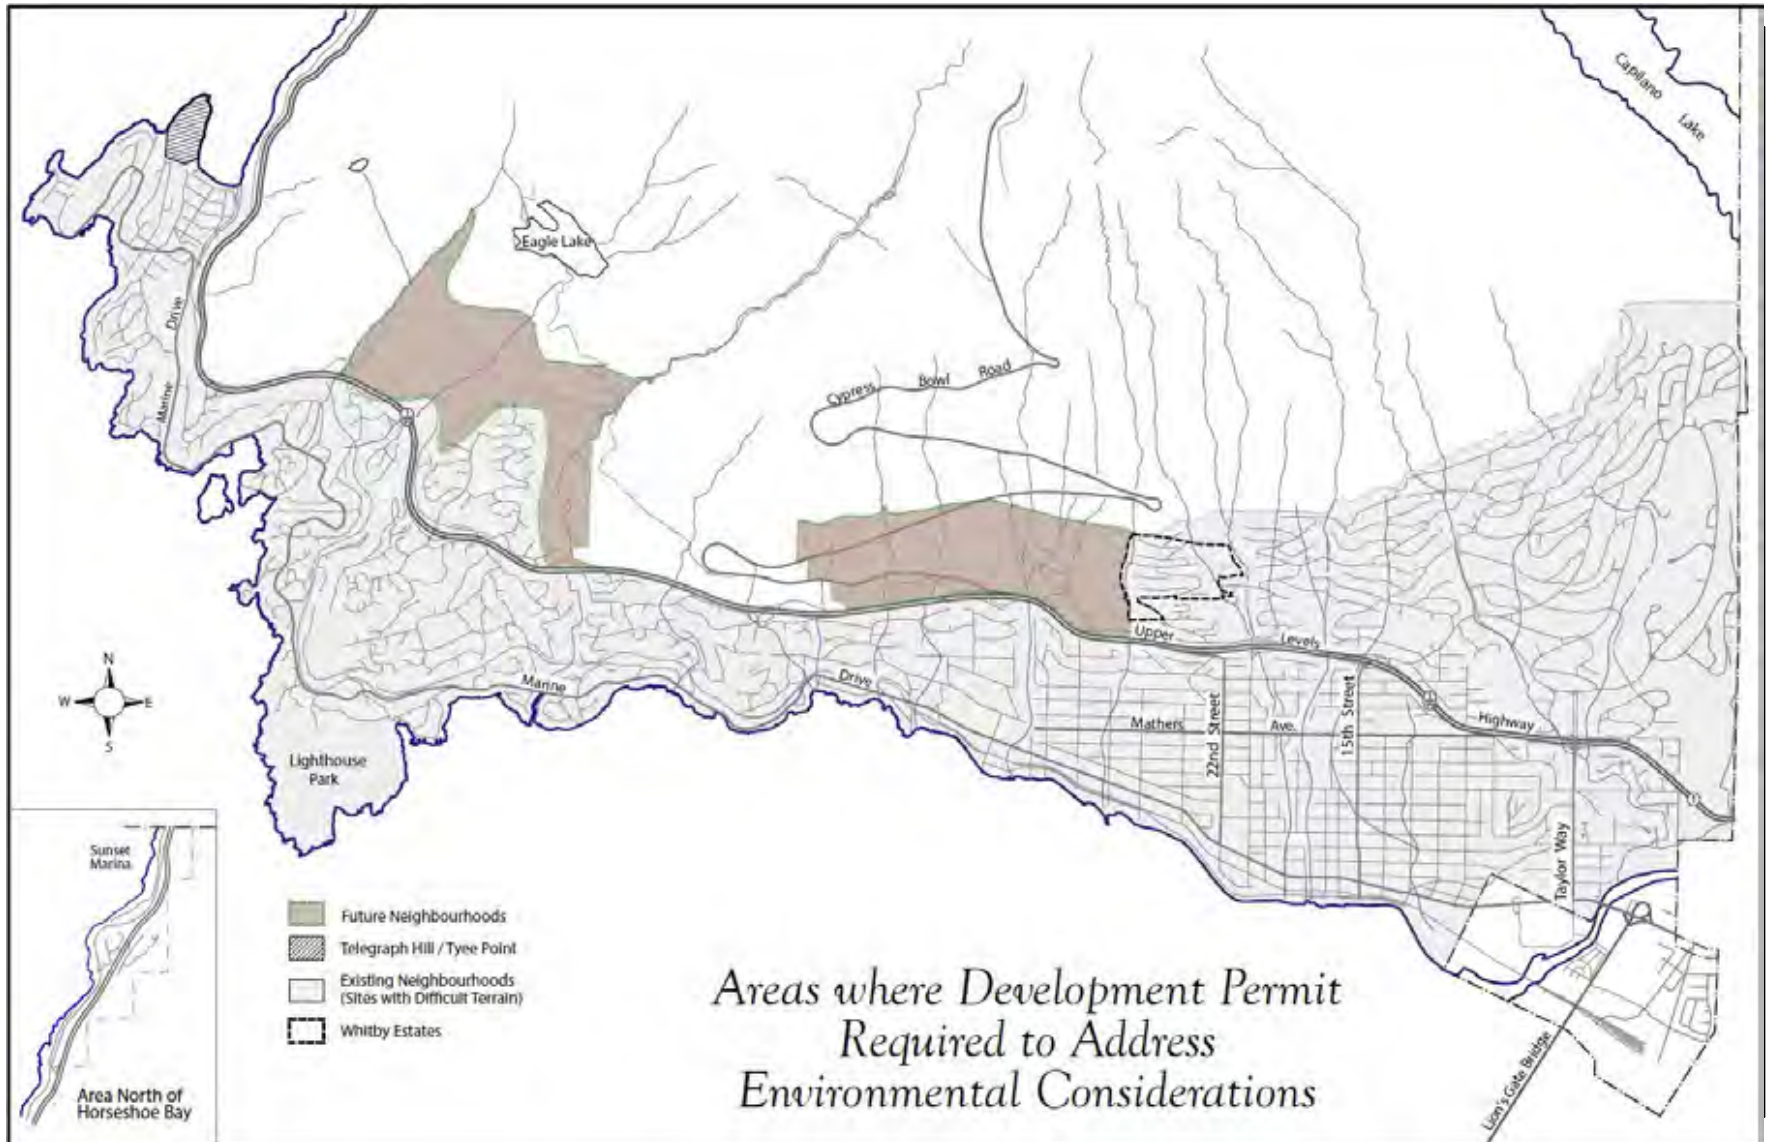 Capilano
Lake
Eagle Lake
Drive
Marine
Cypress Bowl Road
Upper Levels Highway
Marine Drive
Mathers Ave.
22nd Street
15th Street
Taylor Way
Lighthouse
Park
N
W E
S
1
Sunset
Marina
Area North of
Horseshoe Bay
Future Neighbourhoods
Telegraph Hill / Tyee Point
Existing Neighbourhoods
(Sites with Difficult Terrain)
Whitby Estates
Areas where Development Permit
Required to Address
Environmental Considerations
Lion's Gate Bridge